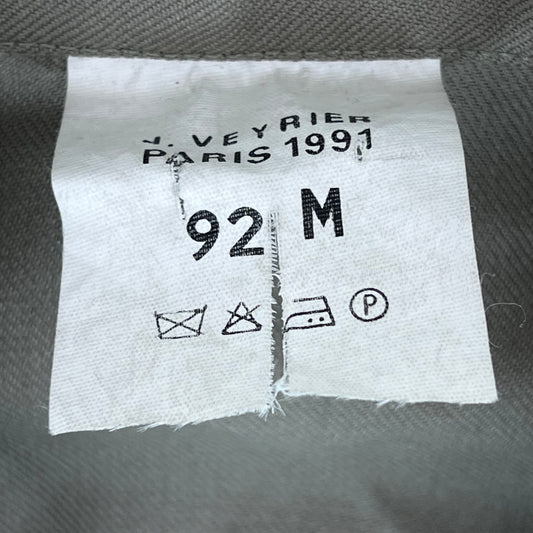 J. VEYRIER
PARIS 1991
92 M
P